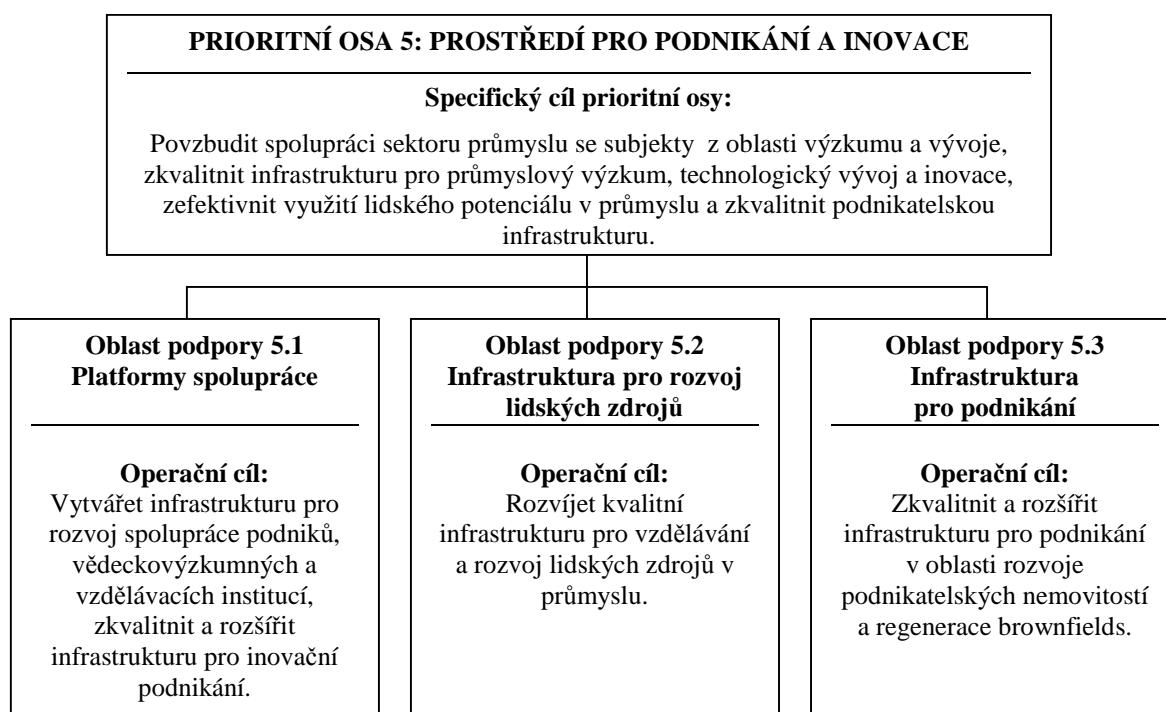 PRIORITNÍ OSA 5: PROSTŘEDÍ PRO PODNIKÁNÍ A INOVACE
Specifický cíl prioritní osy:
Povzbudit spolupráci sektoru průmyslu se subjekty z oblasti výzkumu a vývoje,
zkvalitnit infrastrukturu pro průmyslový výzkum, technologický vývoj a inovace,
zefektivnit využití lidského potenciálu v průmyslu a zkvalitnit podnikatelskou
infrastrukturu.
Oblast podpory 5.1
Platformy spolupráce
Operační cíl:
Vytvářet infrastrukturu pro
rozvoj spolupráce podniků,
vědeckovýzkumných a
vzdělávacích institucí,
zkvalitnit a rozšířit
infrastrukturu pro inovační
podnikání.
Oblast podpory 5.2
Infrastruktura pro rozvoj
lidských zdrojů
Operační cíl:
Rozvíjet kvalitní
infrastrukturu pro vzdělávání
a rozvoj lidských zdrojů v
průmyslu.
Oblast podpory 5.3
Infrastruktura
pro podnikání
Operační cíl:
Zkvalitnit a rozšířit
infrastrukturu pro podnikání
v oblasti rozvoje
podnikatelských nemovitostí
a regenerace brownfields.